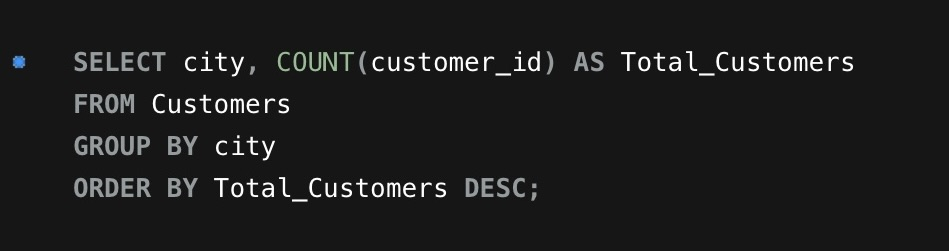 SELECT city, COUNT(customer_id) AS Total_Customers
FROM Customers
GROUP BY city
ORDER BY Total_Customers DESC;